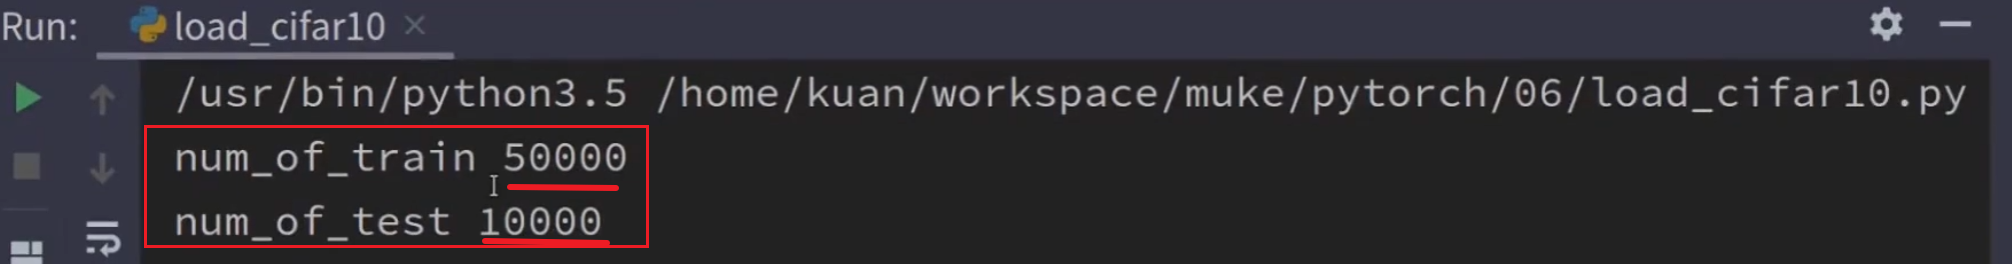 Run: load_cifar10
/usr/bin/python3.5 /home/kuan/workspace/muke/pytorch/06/load_cifar10.py
num_of_train 50000
num_of_test 10000